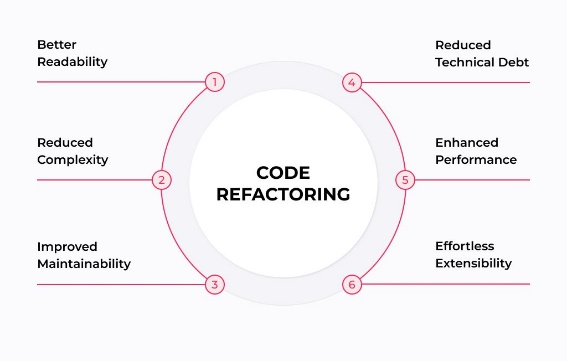 Better
Readability
1
Reduced
Complexity
2
Improved
Maintainability
3
CODE
REFACTORING
Reduced
Technical Debt
4
Enhanced
Performance
5
Effortless
Extensibility
6